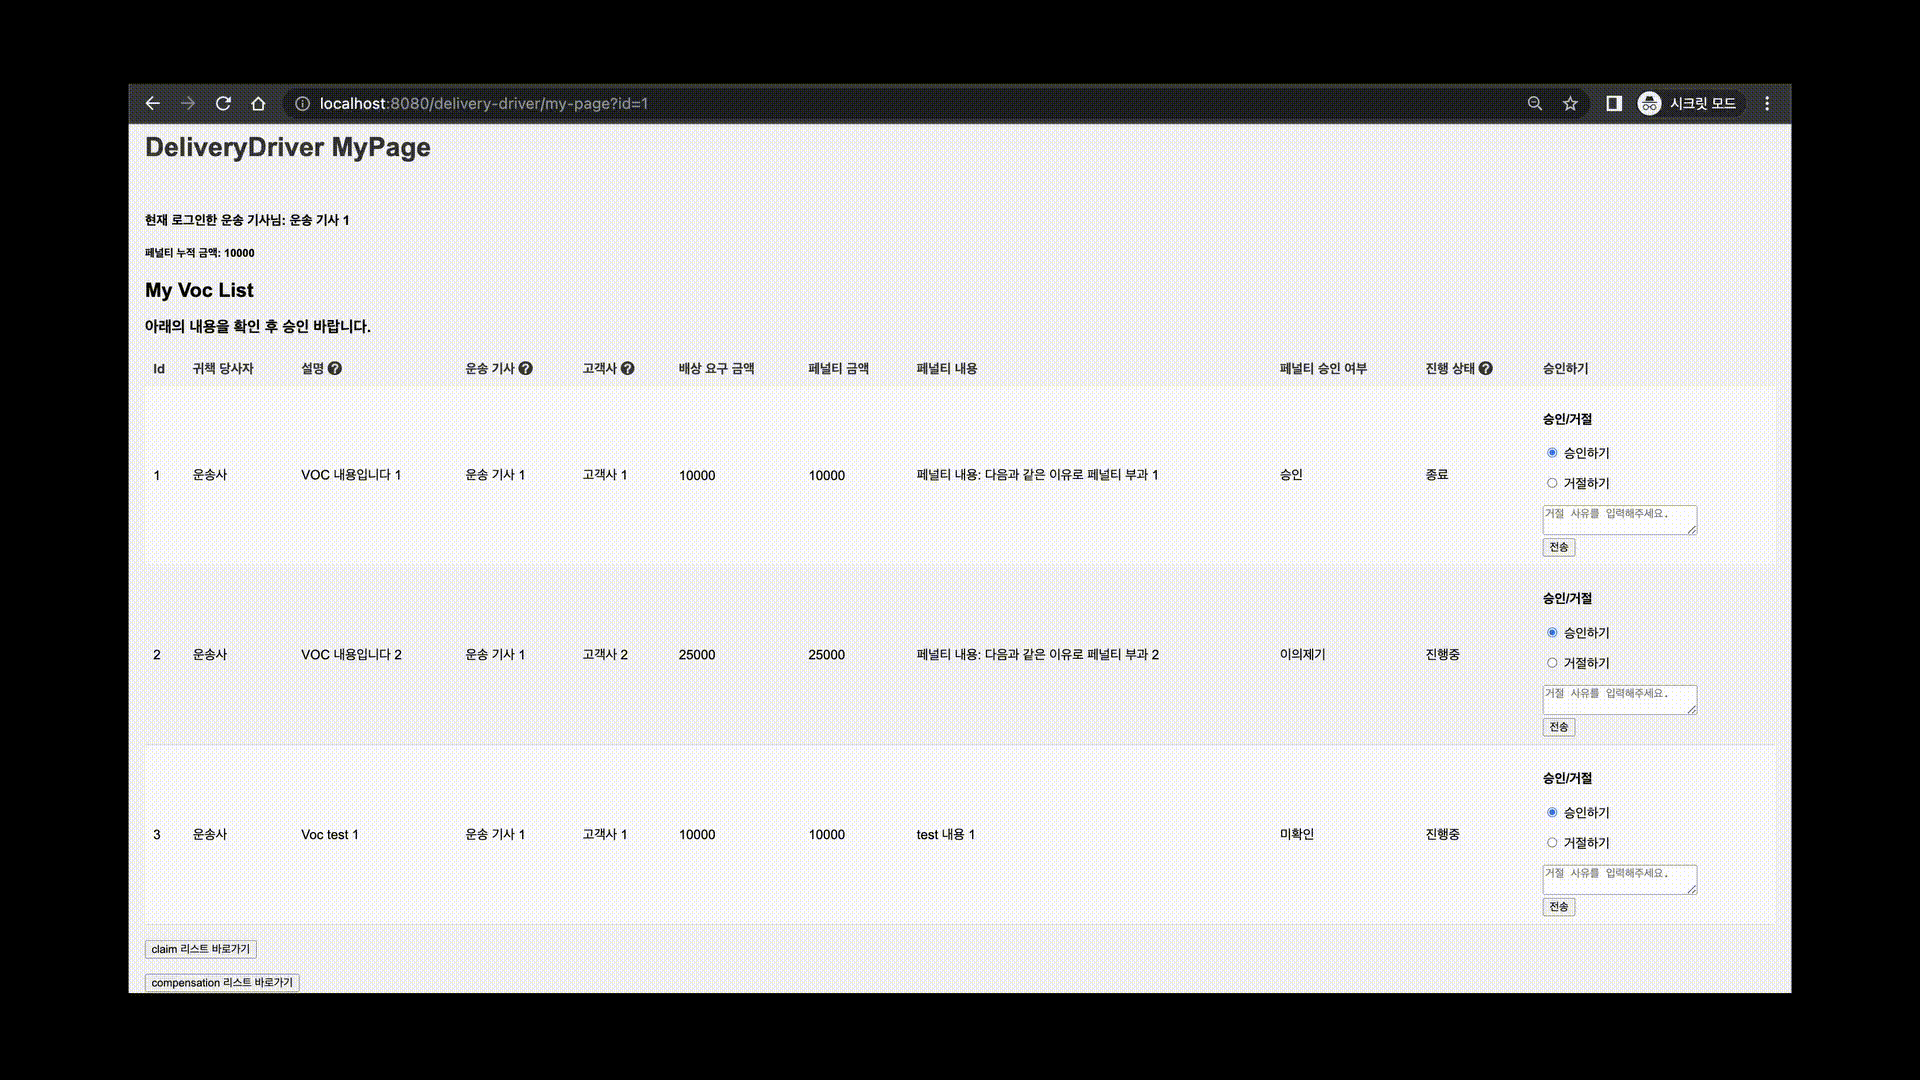 localhost:8080/delivery-driver/my-page?id=1 시크릿 모드
DeliveryDriver MyPage
현재 로그인한 운송 기사님: 운송 기사 1
페널티 누적 금액: 10000
My Voc List
아래의 내용을 확인 후 승인 바랍니다.
Id 귀책 당사자 설명 ? 운송 기사 ? 고객사 ? 배상 요구 금액 페널티 금액 페널티 내용 페널티 승인 여부 진행 상태 ? 승인하기
승인/거절
승인하기
1 운송사 VOC 내용입니다 1 운송 기사 1 고객사 1 10000 10000 페널티 내용: 다음과 같은 이유로 페널티 부과 1 승인 종료
거절하기
거절 사유를 입력해주세요.
전송
승인/거절
승인하기
2 운송사 VOC 내용입니다 2 운송 기사 1 고객사 2 25000 25000 페널티 내용: 다음과 같은 이유로 페널티 부과 2 이의제기 진행중
거절하기
거절 사유를 입력해주세요.
전송
승인/거절
승인하기
3 운송사 Voc test 1 운송 기사 1 고객사 1 10000 10000 test 내용 1 미확인 진행중
거절하기
거절 사유를 입력해주세요.
전송
claim 리스트 바로가기
compensation 리스트 바로가기